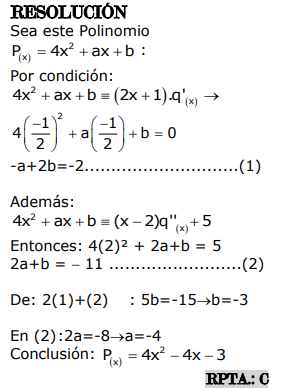 RESOLUCIÓN
Sea este Polinomio
P(x) = 4x² + ax + b :
Por condición:
4x² + ax + b ≡ (2x + 1).q'(x) →
4(-1/2)² + a(-1/2) + b = 0
-a+2b=-2............................(1)
Además:
4x² + ax + b ≡ (x − 2)q''(x) + 5
Entonces: 4(2)² + 2a+b = 5
2a+b = − 11 ........................(2)
De: 2(1)+(2) : 5b=-15→b=-3
En (2):2a=-8→a=-4
Conclusión: P(x) = 4x² − 4x − 3
RPTA.: C